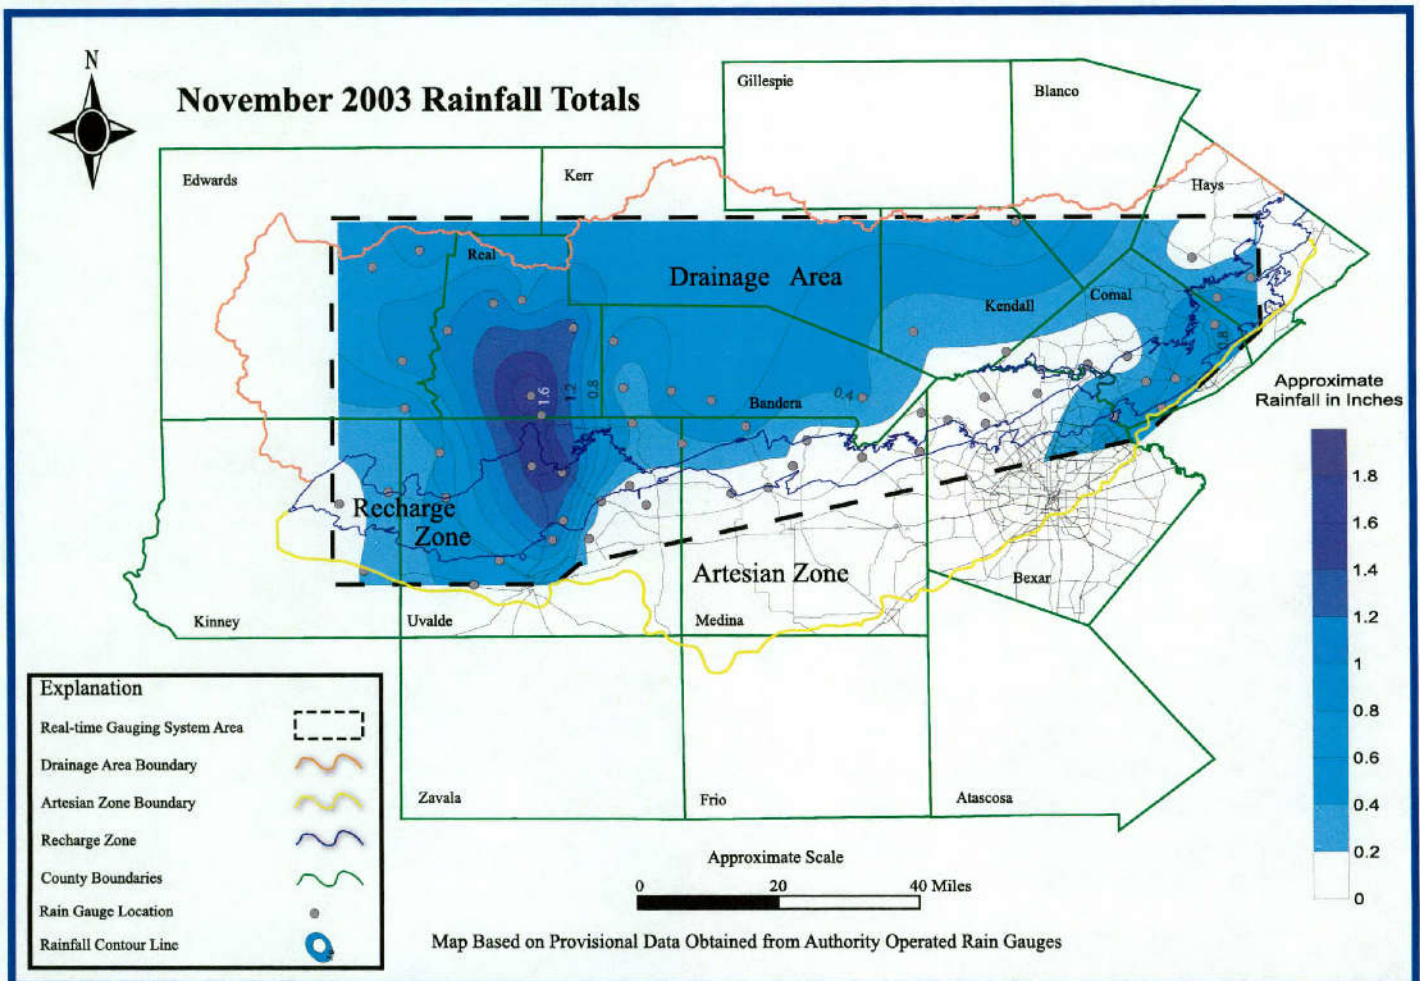 N
November 2003 Rainfall Totals
Gillespie
Blanco
Edwards
Kerr
Hays
Real
Drainage Area
Kendall
Comal
0.8
1.6
1.2
0.8
Bandera
0.4
Approximate
Rainfall in Inches
1.8
1.6
1.4
1.2
1
0.8
0.6
0.4
0.2
0
Recharge
Zone
Artesian Zone
Bexar
Kinney
Uvalde
Medina
Zavala
Frio
Atascosa
Explanation
Real-time Gauging System Area
Drainage Area Boundary
Artesian Zone Boundary
Recharge Zone
County Boundaries
Rain Gauge Location
Rainfall Contour Line
Approximate Scale
0 20 40 Miles
Map Based on Provisional Data Obtained from Authority Operated Rain Gauges